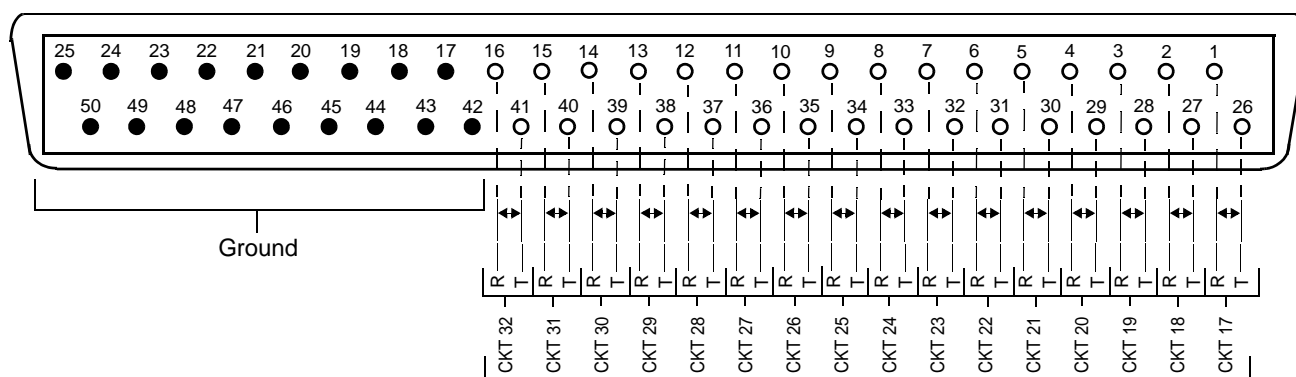 25 24 23 22 21 20 19 18 17 16 15 14 13 12 11 10 9 8 7 6 5 4 3 2 1
50 49 48 47 46 45 44 43 42 41 40 39 38 37 36 35 34 33 32 31 30 29 28 27 26
Ground
R T R T R T R T R T R T R T R T R T R T R T R T R T R T R T R T
CKT 32 CKT 31 CKT 30 CKT 29 CKT 28 CKT 27 CKT 26 CKT 25 CKT 24 CKT 23 CKT 22 CKT 21 CKT 20 CKT 19 CKT 18 CKT 17